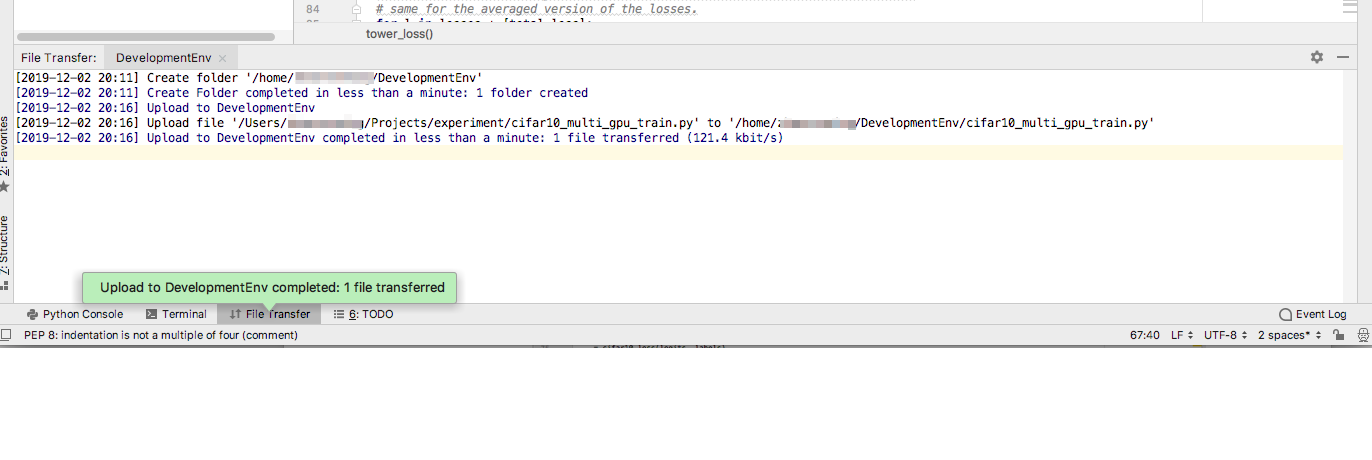 84 # same for the averaged version of the losses.
tower_loss()
File Transfer: DevelopmentEnv ×
[2019-12-02 20:11] Create folder '/home/ /DevelopmentEnv'
[2019-12-02 20:11] Create Folder completed in less than a minute: 1 folder created
[2019-12-02 20:16] Upload to DevelopmentEnv
[2019-12-02 20:16] Upload file '/Users/ /Projects/experiment/cifar10_multi_gpu_train.py' to '/home/ /DevelopmentEnv/cifar10_multi_gpu_train.py'
[2019-12-02 20:16] Upload to DevelopmentEnv completed in less than a minute: 1 file transferred (121.4 kbit/s)
2: Favorites
7: Structure
Upload to DevelopmentEnv completed: 1 file transferred
Python Console Terminal File Transfer 6: TODO Event Log
PEP 8: indentation is not a multiple of four (comment) 67:40 LF UTF-8 2 spaces*